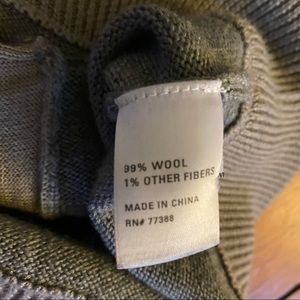 99% WOOL
1% OTHER FIBERS
MADE IN CHINA
RN# 77388